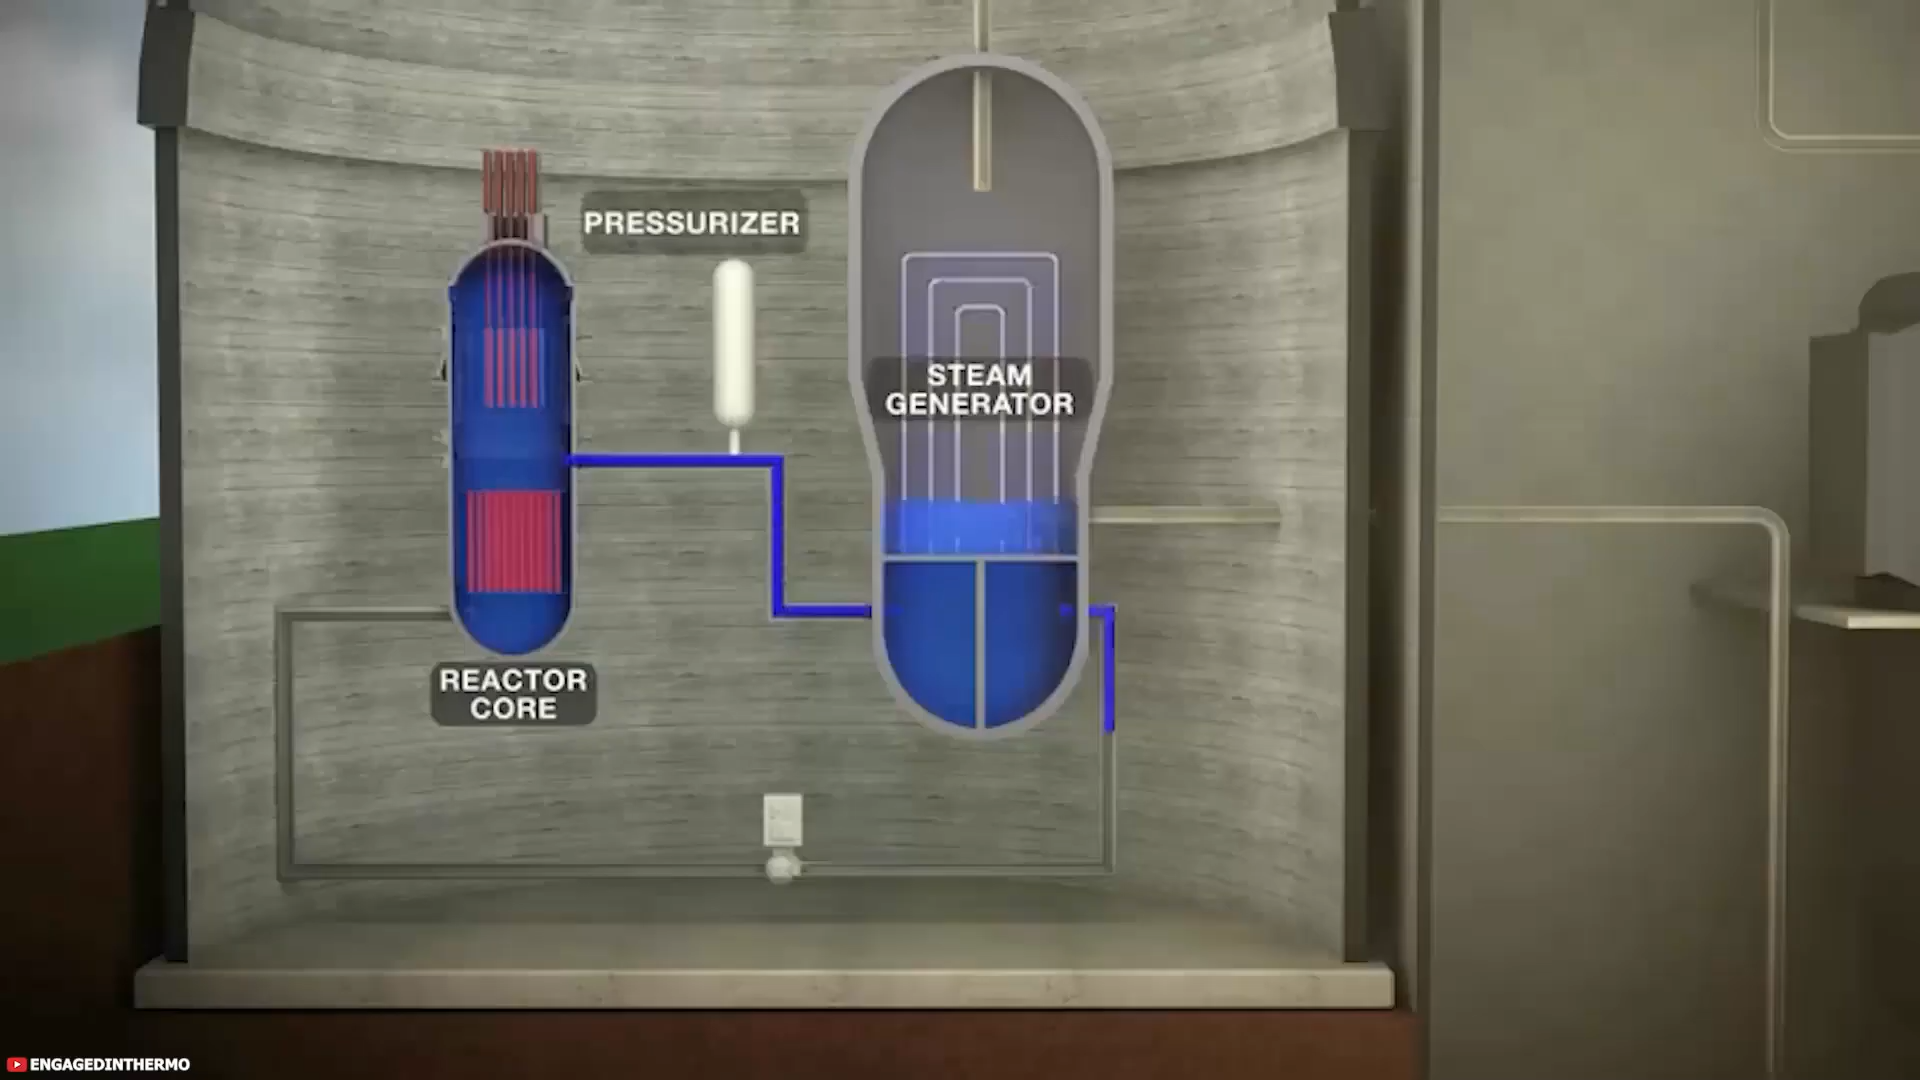 PRESSURIZER
STEAM
GENERATOR
REACTOR
CORE
ENGAGEDINTHERMO